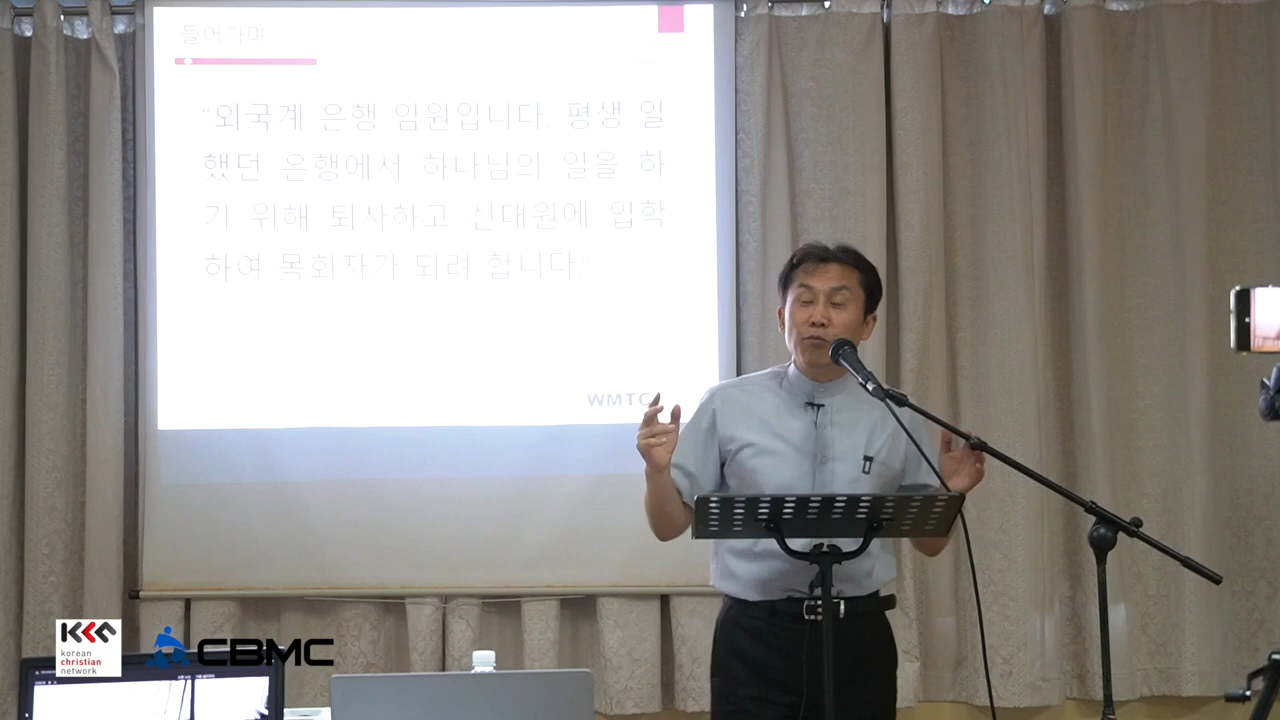 들어가며
“외국계 은행 임원입니다. 평생 일
했던 은행에서 하나님의 일을 하
기 위해 퇴사하고 신대원에 입학
하여 목회자가 되려 합니다.”
WMTC
kcn
korean
christian
network
CBMC